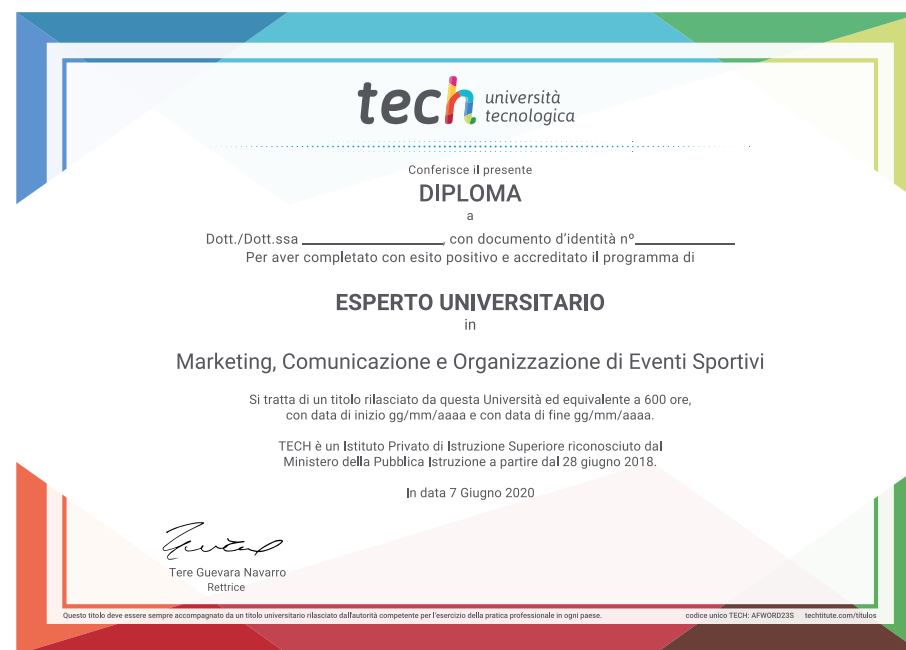 tech università
tecnologica
Conferisce il presente
DIPLOMA
a
Dott./Dott.ssa ____________________, con documento d'identità nº______________
Per aver completato con esito positivo e accreditato il programma di
ESPERTO UNIVERSITARIO
in
Marketing, Comunicazione e Organizzazione di Eventi Sportivi
Si tratta di un titolo rilasciato da questa Università ed equivalente a 600 ore,
con data di inizio gg/mm/aaaa e con data di fine gg/mm/aaaa.
TECH è un Istituto Privato di Istruzione Superiore riconosciuto dal
Ministero della Pubblica Istruzione a partire dal 28 giugno 2018.
In data 7 Giugno 2020
Tere Guevara Navarro
Rettrice
Questo titolo deve essere sempre accompagnato da un titolo universitario rilasciato dall'autorità competente per l'esercizio della pratica professionale in ogni paese. codice unico TECH: AFWORD23S techtitute.com/titulos